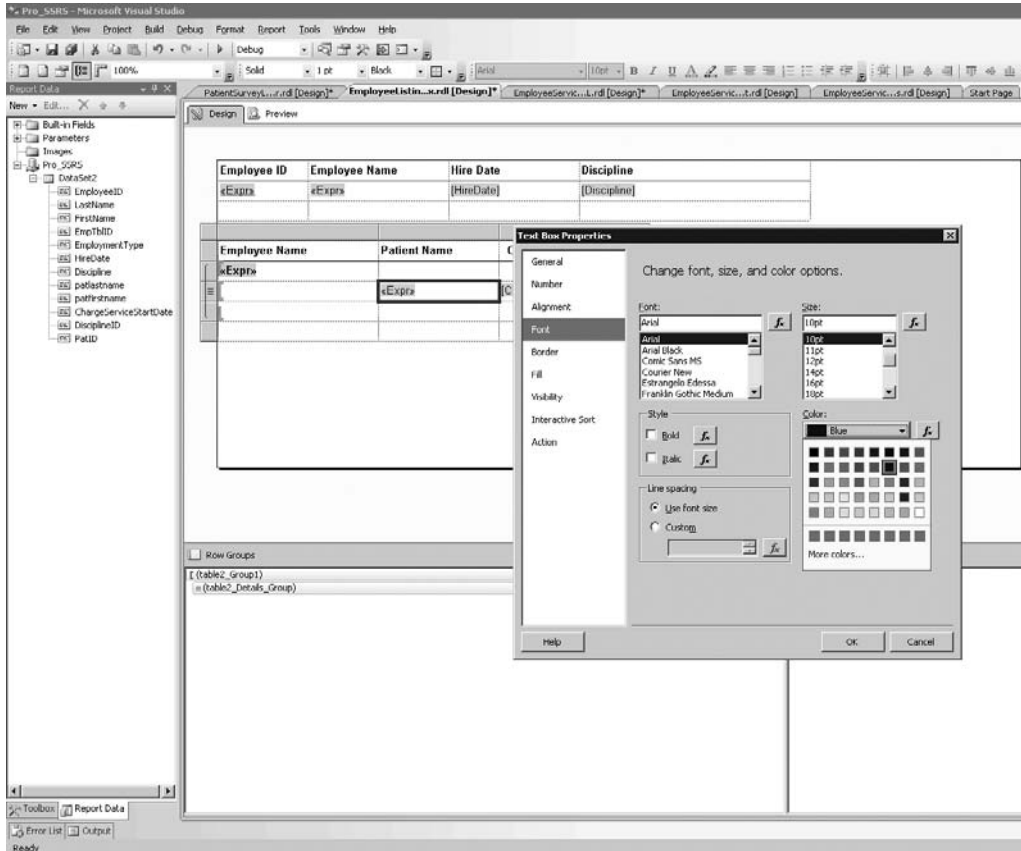 Pro_SSRS - Microsoft Visual Studio
File Edit View Project Build Debug Format Report Tools Window Help
Debug
100% Solid 1 pt Black Arial 10pt B I U A
Report Data
New Edit...
PatientSurveyL...r.rdl [Design]* EmployeeListin...x.rdl [Design]* EmployeeServic...L.rdl [Design]* EmployeeServic...t.rdl [Design] EmployeeServic...s.rdl [Design] Start Page
Design Preview
Built-in Fields
Parameters
Images
Pro_SSRS
DataSet2
EmployeeID
LastName
FirstName
EmpTblID
EmploymentType
HireDate
Discipline
patlastname
patfirstname
ChargeServiceStartDate
DisciplineID
PatID
Employee ID Employee Name Hire Date Discipline
«Expr» «Expr» [HireDate] [Discipline]
Employee Name Patient Name C
«Expr»
«Expr» [C
Text Box Properties
General
Number
Alignment
Font
Border
Fill
Visibility
Interactive Sort
Action
Change font, size, and color options.
Font: Size:
Arial fx 10pt fx
Arial 10pt
Arial Black 11pt
Comic Sans MS 12pt
Courier New 14pt
Estrangelo Edessa 16pt
Franklin Gothic Medium 18pt
Style Color:
Bold fx Blue fx
Italic fx
Line spacing
Use font size
Custom
fx
More colors...
Help OK Cancel
Row Groups
(table2_Group1)
(table2_Details_Group)
Toolbox Report Data
Error List Output
Ready